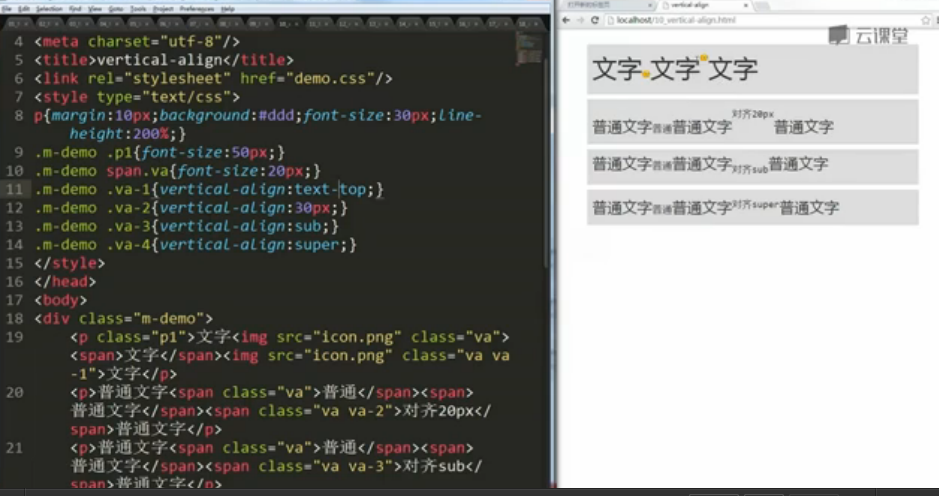 File Edit Selection Find View Goto Tools Project Preferences Help
4 <meta charset="utf-8"/>
5 <title>vertical-align</title>
6 <link rel="stylesheet" href="demo.css"/>
7 <style type="text/css">
8 p{margin:10px;background:#ddd;font-size:30px;line-
height:200%;}
9 .m-demo .p1{font-size:50px;}
10 .m-demo span.va{font-size:20px;}
11 .m-demo .va-1{vertical-align:text-top;}
12 .m-demo .va-2{vertical-align:30px;}
13 .m-demo .va-3{vertical-align:sub;}
14 .m-demo .va-4{vertical-align:super;}
15 </style>
16 </head>
17 <body>
18 <div class="m-demo">
19 <p class="p1">文字<img src="icon.png" class="va">
<span>文字</span><img src="icon.png" class="va va
-1">文字</p>
20 <p>普通文字<span class="va">普通</span><span>
普通文字</span><span class="va va-2">对齐20px</
span>普通文字</p>
21 <p>普通文字<span class="va">普通</span><span>
普通文字</span><span class="va va-3">对齐sub</
span>普通文字</p>
打开的标签页 vertical-align
localhost/10_vertical-align.html
云课堂
文字文字文字
普通文字普通普通文字对齐20px普通文字
普通文字普通普通文字对齐sub普通文字
普通文字普通普通文字对齐super普通文字